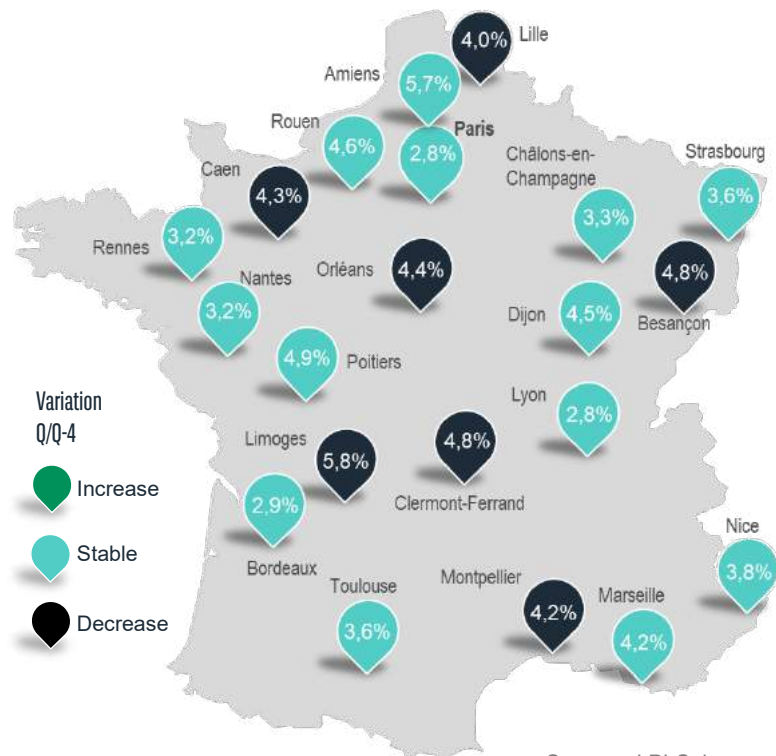 4,0%
Lille
Amiens
5,7%
Rouen
Paris
4,6%
2,8%
Châlons-en-
Champagne
Strasbourg
Caen
4,3%
3,3%
3,6%
Rennes
3,2%
Orléans
4,4%
4,8%
Besançon
Nantes
3,2%
Dijon
4,5%
4,9%
Poitiers
Lyon
2,8%
Variation
Q/Q-4
Increase
Stable
Decrease
Limoges
5,8%
4,8%
Clermont-Ferrand
2,9%
Bordeaux
Nice
3,8%
Toulouse
3,6%
Montpellier
4,2%
Marseille
4,2%